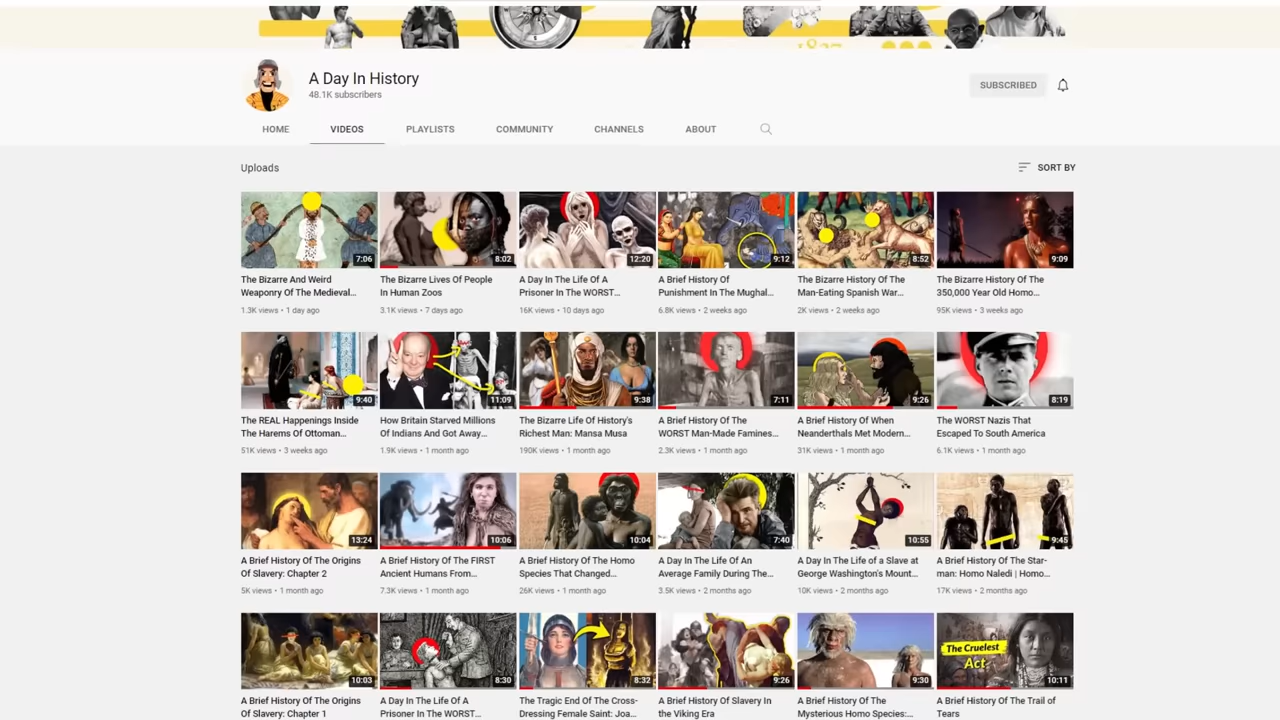 A Day In History
48.1K subscribers
SUBSCRIBED
HOME VIDEOS PLAYLISTS COMMUNITY CHANNELS ABOUT
Uploads
SORT BY
7:06 8:02 12:20 9:12 8:52 9:09
The Bizarre And Weird
Weaponry Of The Medieval...
1.3K views • 1 day ago
The Bizarre Lives Of People
In Human Zoos
3.1K views • 7 days ago
A Day In The Life Of A
Prisoner In The WORST...
16K views • 10 days ago
A Brief History Of
Punishment In The Mughal...
6.8K views • 2 weeks ago
The Bizarre History Of The
Man-Eating Spanish War...
2K views • 2 weeks ago
The Bizarre History Of The
350,000 Year Old Homo...
95K views • 3 weeks ago
9:40 11:09 9:38 7:11 9:26 8:19
The REAL Happenings Inside
The Harems Of Ottoman...
51K views • 3 weeks ago
How Britain Starved Millions
Of Indians And Got Away...
1.9K views • 1 month ago
The Bizarre Life Of History's
Richest Man: Mansa Musa
190K views • 1 month ago
A Brief History Of The
WORST Man-Made Famines...
2.3K views • 1 month ago
A Brief History Of When
Neanderthals Met Modern...
31K views • 1 month ago
The WORST Nazis That
Escaped To South America
6.1K views • 1 month ago
13:24 10:06 10:04 7:40 10:55 9:45
A Brief History Of The Origins
Of Slavery: Chapter 2
5K views • 1 month ago
A Brief History Of The FIRST
Ancient Humans From...
7.3K views • 1 month ago
A Brief History Of The Homo
Species That Changed...
26K views • 1 month ago
A Day In The Life Of An
Average Family During The...
3.5K views • 2 months ago
A Day In The Life of a Slave at
George Washington's Mount...
10K views • 2 months ago
A Brief History Of The Star-
man: Homo Naledi | Homo...
17K views • 2 months ago
The Cruelest
Act
10:03 8:30 8:32 9:26 9:30 10:11
A Brief History Of The Origins
Of Slavery: Chapter 1
A Day In The Life Of A
Prisoner In The WORST...
The Tragic End Of The Cross-
Dressing Female Saint: Joa...
A Brief History Of Slavery In
the Viking Era
A Brief History Of The
Mysterious Homo Species:...
A Brief History Of The Trail of
Tears